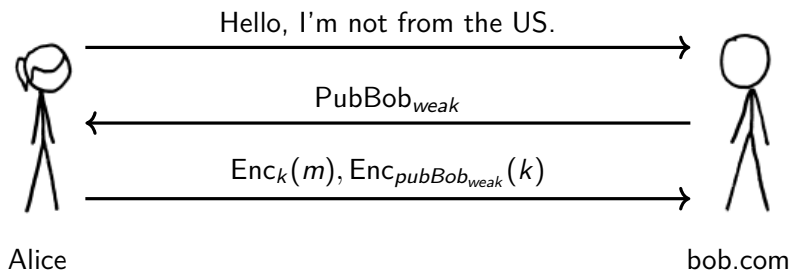 Hello, I'm not from the US.
PubBob_weak
Enc_k(m), Enc_pubBob_weak(k)
Alice bob.com